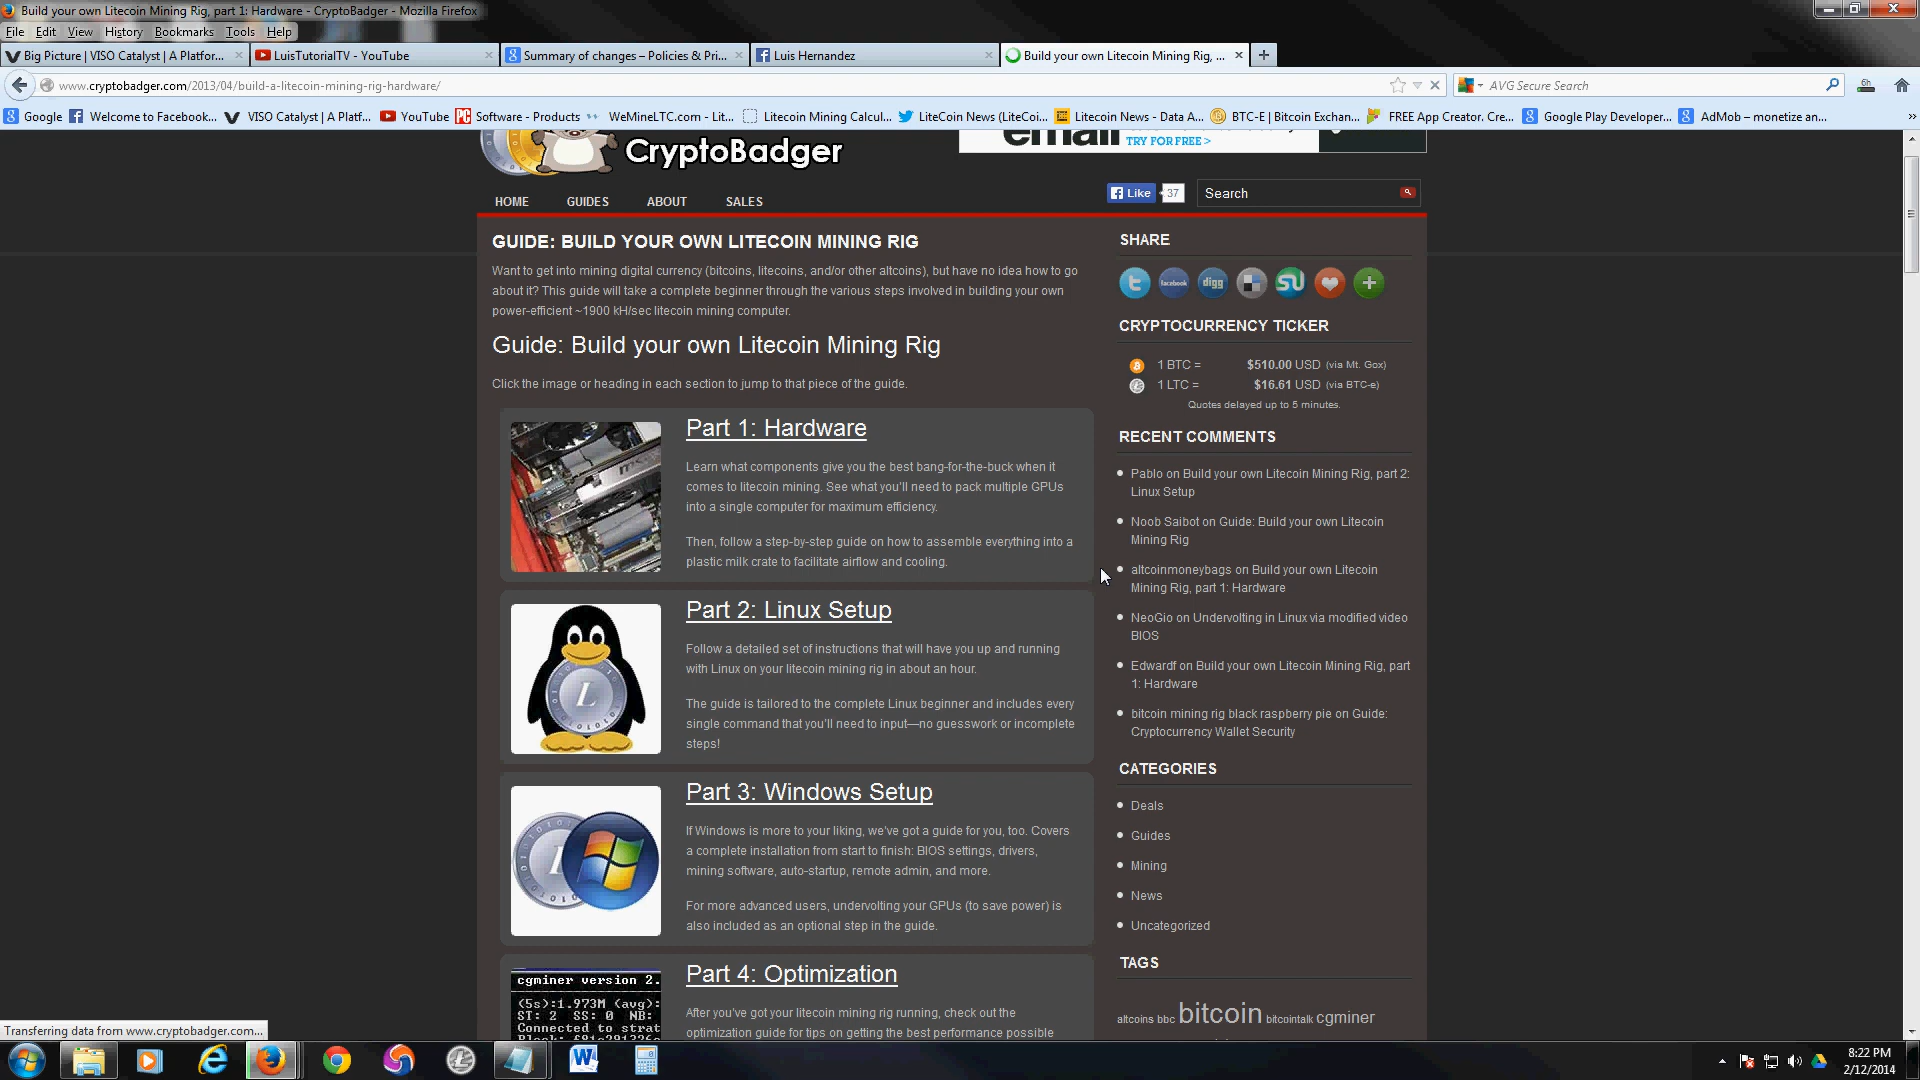 Build your own Litecoin Mining Rig, part 1: Hardware - CryptoBadger - Mozilla Firefox
File Edit View History Bookmarks Tools Help
Big Picture | VISO Catalyst | A Platfor...
LuisTutorialTV - YouTube
Summary of changes – Policies & Pri...
Luis Hernandez
Build your own Litecoin Mining Rig, ...
www.cryptobadger.com/2013/04/build-a-litecoin-mining-rig-hardware/
AVG Secure Search
Google Welcome to Facebook... VISO Catalyst | A Platf... YouTube Software - Products WeMineLTC.com - Lit... Litecoin Mining Calcul... LiteCoin News (LiteCoi... Litecoin News - Data A... BTC-E | Bitcoin Exchan... FREE App Creator. Cre... Google Play Developer... AdMob – monetize an...
CryptoBadger
email
TRY FOR FREE >
HOME GUIDES ABOUT SALES
Like 37
Search
GUIDE: BUILD YOUR OWN LITECOIN MINING RIG
Want to get into mining digital currency (bitcoins, litecoins, and/or other altcoins), but have no idea how to go
about it? This guide will take a complete beginner through the various steps involved in building your own
power-efficient ~1900 kH/sec litecoin mining computer.
Guide: Build your own Litecoin Mining Rig
Click the image or heading in each section to jump to that piece of the guide.
Part 1: Hardware
Learn what components give you the best bang-for-the-buck when it
comes to litecoin mining. See what you'll need to pack multiple GPUs
into a single computer for maximum efficiency.
Then, follow a step-by-step guide on how to assemble everything into a
plastic milk crate to facilitate airflow and cooling.
Part 2: Linux Setup
Follow a detailed set of instructions that will have you up and running
with Linux on your litecoin mining rig in about an hour.
The guide is tailored to the complete Linux beginner and includes every
single command that you'll need to input—no guesswork or incomplete
steps!
Part 3: Windows Setup
If Windows is more to your liking, we've got a guide for you, too. Covers
a complete installation from start to finish: BIOS settings, drivers,
mining software, auto-startup, remote admin, and more.
For more advanced users, undervolting your GPUs (to save power) is
also included as an optional step in the guide.
cgminer version 2.
(5s):1.973M (avg):
ST: 2 SS: 0 NB:
Connected to strat
Part 4: Optimization
After you've got your litecoin mining rig running, check out the
optimization guide for tips on getting the best performance possible
SHARE
facebook
digg
CRYPTOCURRENCY TICKER
1 BTC = $510.00 USD (via Mt. Gox)
1 LTC = $16.61 USD (via BTC-e)
Quotes delayed up to 5 minutes.
RECENT COMMENTS
Pablo on Build your own Litecoin Mining Rig, part 2:
Linux Setup
Noob Saibot on Guide: Build your own Litecoin
Mining Rig
altcoinmoneybags on Build your own Litecoin
Mining Rig, part 1: Hardware
NeoGio on Undervolting in Linux via modified video
BIOS
Edwardf on Build your own Litecoin Mining Rig, part
1: Hardware
bitcoin mining rig black raspberry pie on Guide:
Cryptocurrency Wallet Security
CATEGORIES
Deals
Guides
Mining
News
Uncategorized
TAGS
altcoins bbc bitcoin bitcointalk cgminer
Transferring data from www.cryptobadger.com...
8:22 PM
2/12/2014